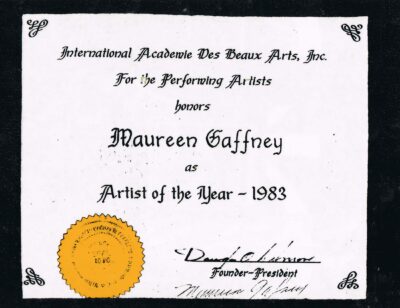 International Academie Des Beaux Arts, Inc.
For the Performing Artists
honors
Maureen Gaffney
as
Artist of the Year - 1983
Founder-President